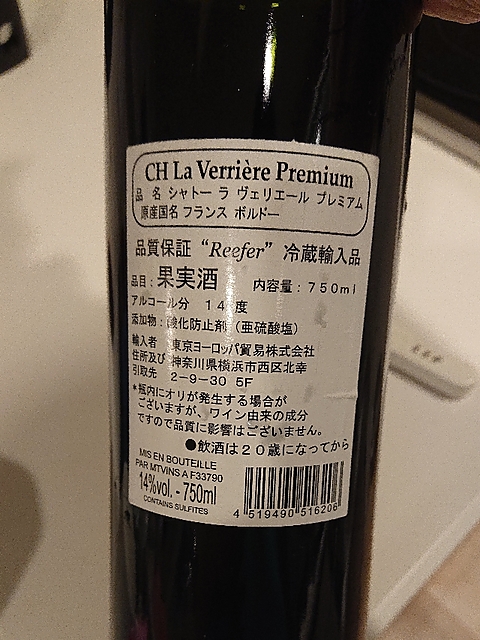 CH La Verrière Premium
品 名 シャトー ラ ヴェリエール プレミアム
原産国名 フランス ボルドー
品質保証 “Reefer” 冷蔵輸入品
品目：果実酒 内容量：750ml
アルコール分 14度
添加物：酸化防止剤（亜硫酸塩）
輸入者 東京ヨーロッパ貿易株式会社
住所及び 神奈川県横浜市西区北幸
引取先 2-9-30 5F
*瓶内にオリが発生する場合が
ございますが、ワイン由来の成分
ですので品質に影響はございません。
●飲酒は20歳になってから
MIS EN BOUTEILLE
PAR MTVINS A F33790
14%vol. - 750ml
CONTAINS SULFITES
4 519490 516206